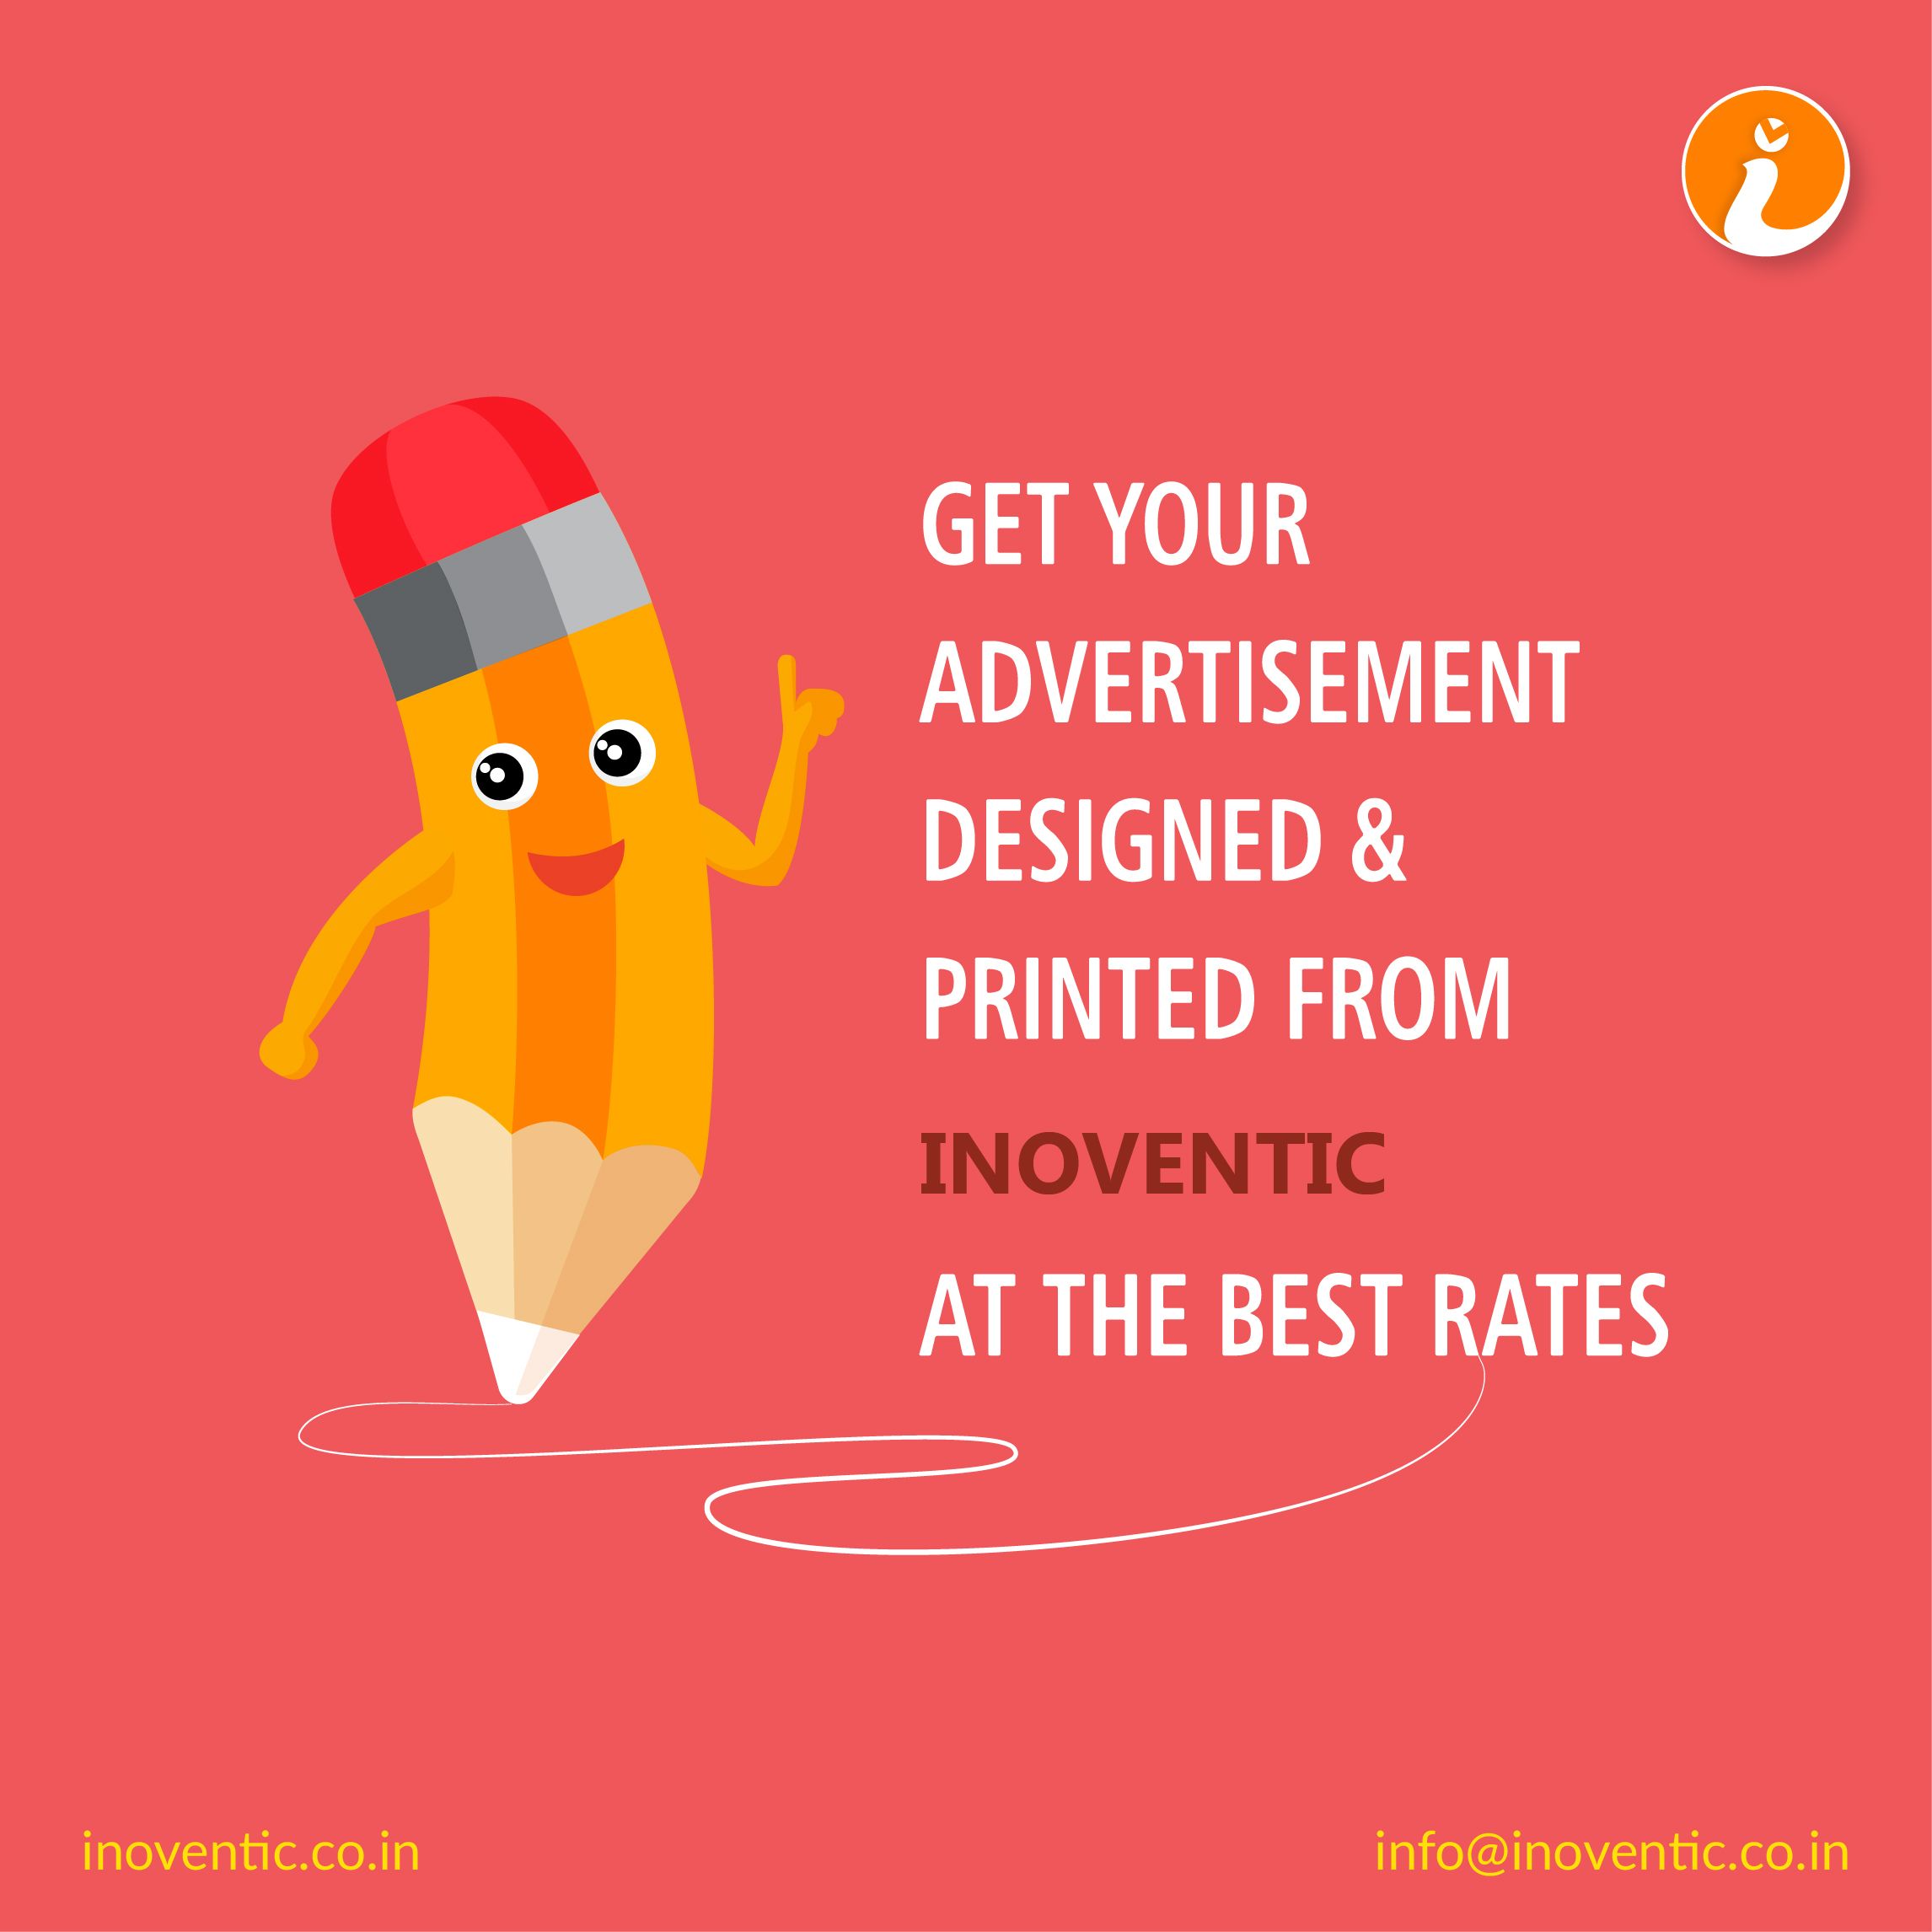 GET YOUR
ADVERTISEMENT
DESIGNED &
PRINTED FROM
INOVENTIC
AT THE BEST RATES
inoventic.co.in
info@inoventic.co.in